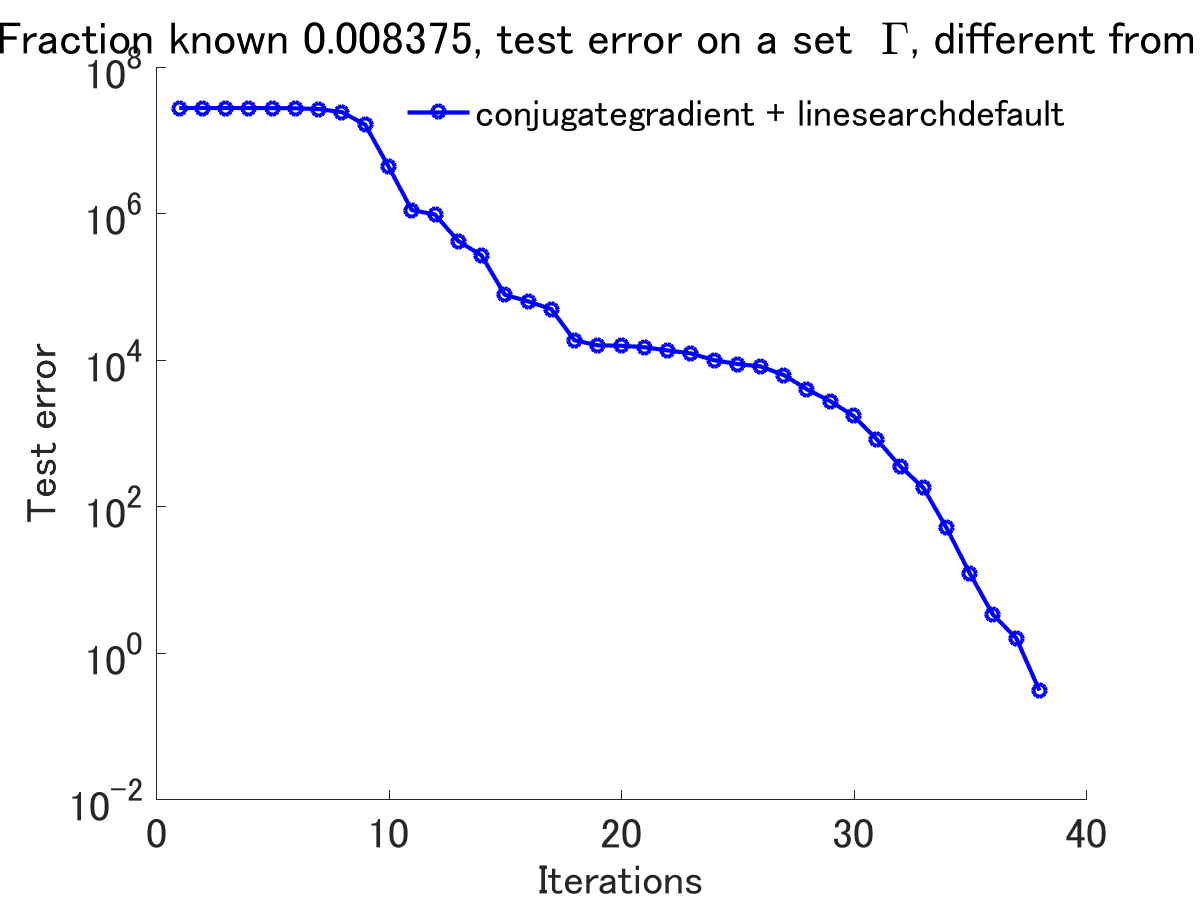 Fraction known 0.008375, test error on a set Γ, different from
10^8
conjugategradient + linesearchdefault
10^6
10^4
10^2
10^0
10^-2
Test error
0 10 20 30 40
Iterations